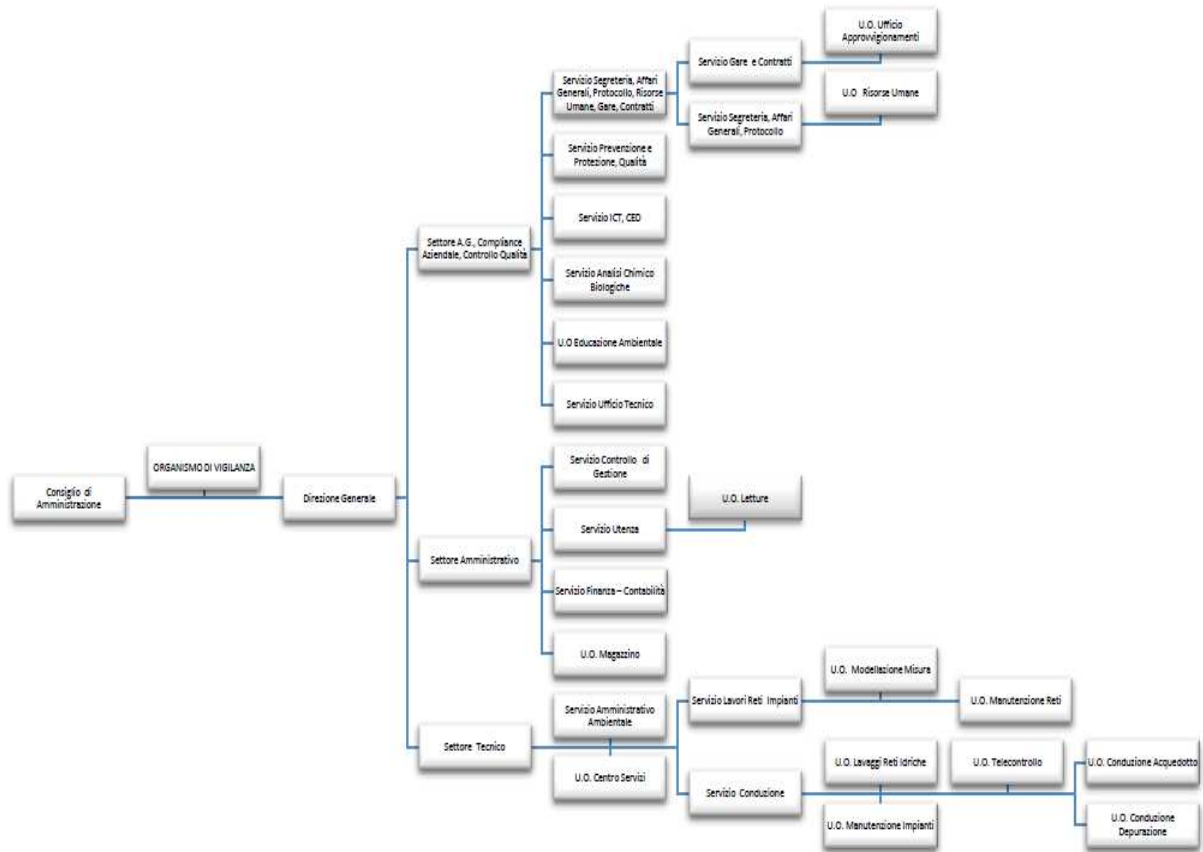 U.O. Ufficio
Approvvigionamenti
Servizio Gare e Contratti
Servizio Segreteria, Affari
Generali, Protocollo, Risorse
Umane, Gare, Contratti
U.O Risorse Umane
Servizio Segreteria, Affari
Generali, Protocollo
Servizio Prevenzione e
Protezione, Qualità
Servizio ICT, CED
Settore A.G., Compliance
Aziendale, Controllo Qualità
Servizio Analisi Chimico
Biologiche
U.O Educazione Ambientale
Servizio Ufficio Tecnico
Servizio Controllo di
Gestione
ORGANISMO DI VIGILANZA
Consiglio di
Amministrazione
Direzione Generale
U.O. Letture
Servizio Utenza
Settore Amministrativo
Servizio Finanza – Contabilità
U.O. Magazzino
U.O. Modellazione Misura
Servizio Amministrativo
Ambientale
Servizio Lavori Reti Impianti
U.O. Manutenzione Reti
Settore Tecnico
U.O. Centro Servizi
U.O. Lavaggi Reti Idriche
U.O. Telecontrollo
U.O. Conduzione Acquedotto
Servizio Conduzione
U.O. Manutenzione Impianti
U.O. Conduzione
Depurazione